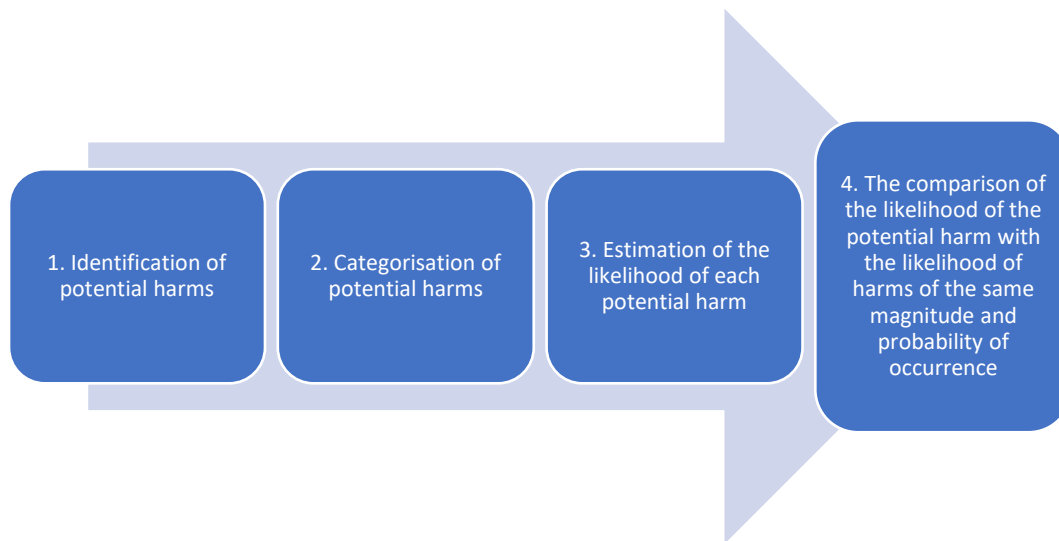 1. Identification of
potential harms
2. Categorisation of
potential harms
3. Estimation of the
likelihood of each
potential harm
4. The comparison of
the likelihood of the
potential harm with
the likelihood of
harms of the same
magnitude and
probability of
occurrence